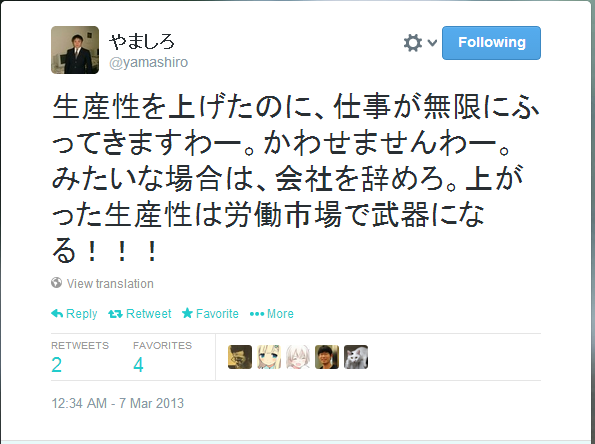 やましろ
Following
@yamashiro
生産性を上げたのに、仕事が無限にふ
ってきますわー。かわせませんわー。
みたいな場合は、会社を辞めろ。上が
った生産性は労働市場で武器にな
る！！！
View translation
Reply Retweet Favorite More
RETWEETS FAVORITES
2 4
12:34 AM - 7 Mar 2013